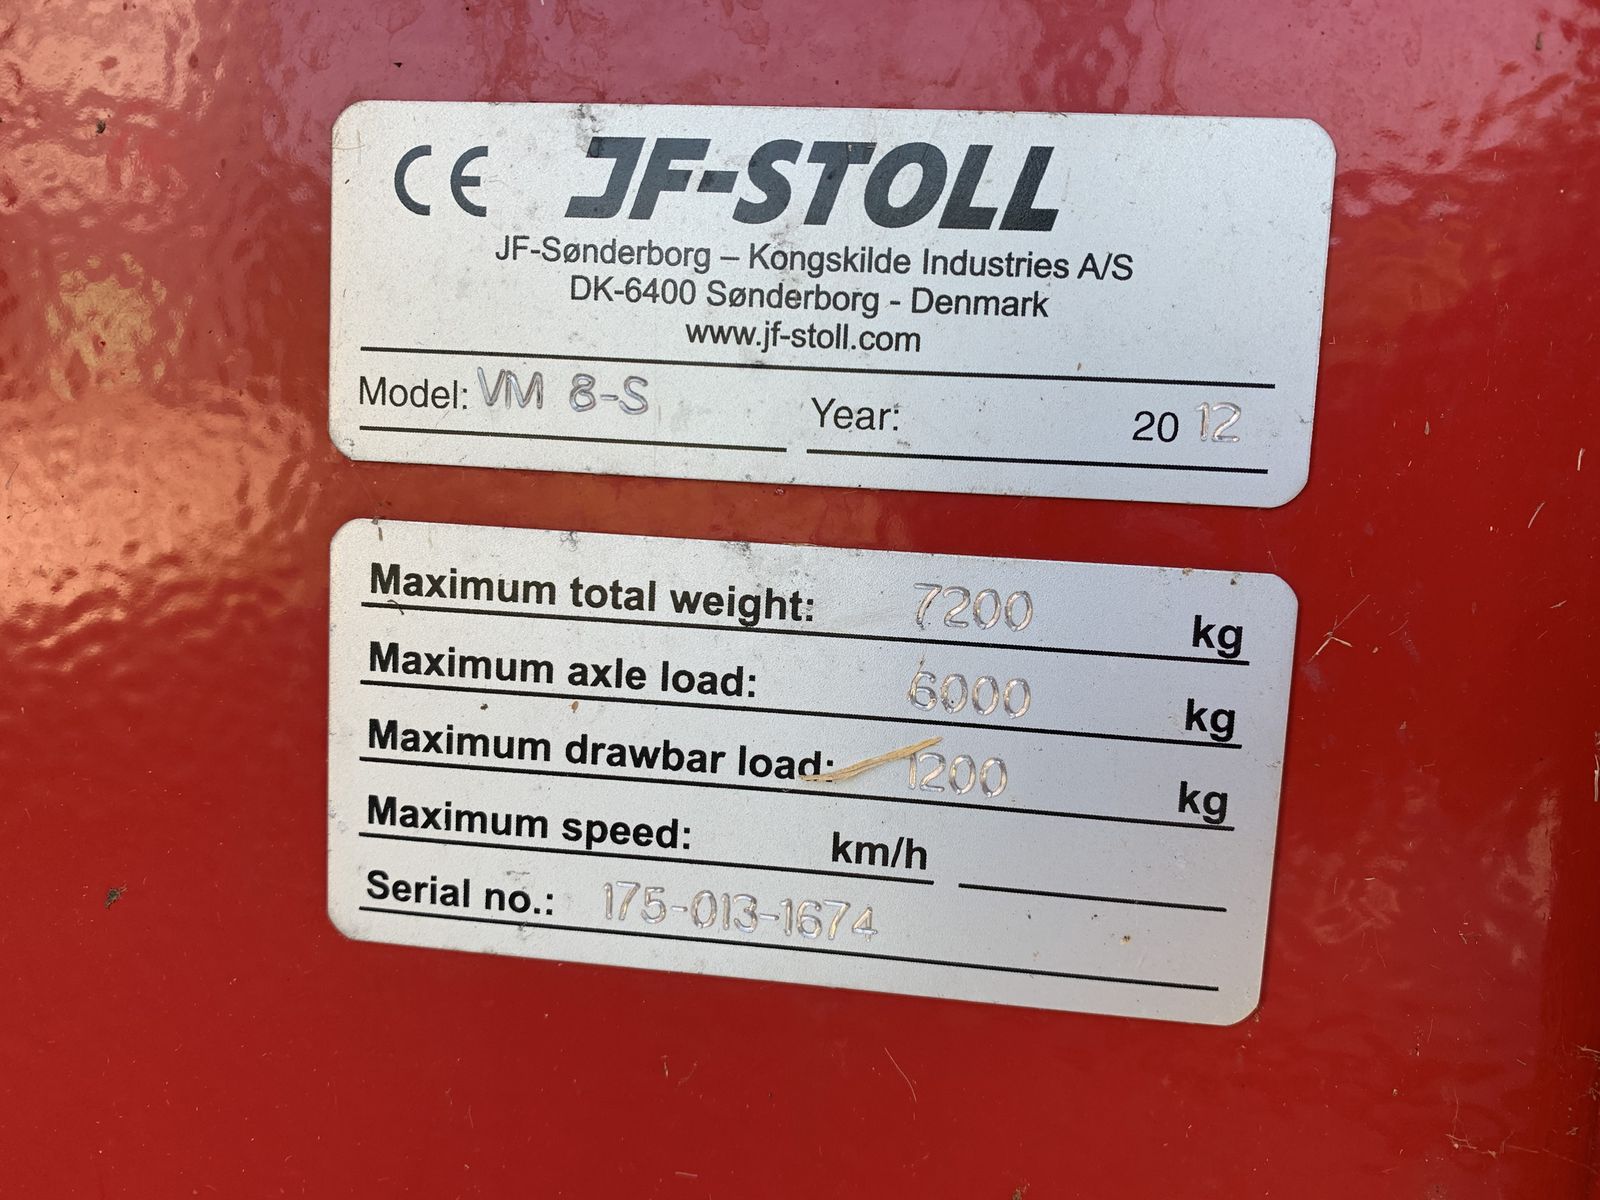 CE JF-STOLL
JF-Sønderborg – Kongskilde Industries A/S
DK-6400 Sønderborg - Denmark
www.jf-stoll.com
Model: VM 8-S Year: 2012
Maximum total weight: 7200 kg
Maximum axle load: 6000 kg
Maximum drawbar load: 1200 kg
Maximum speed: km/h
Serial no.: 175-013-1674